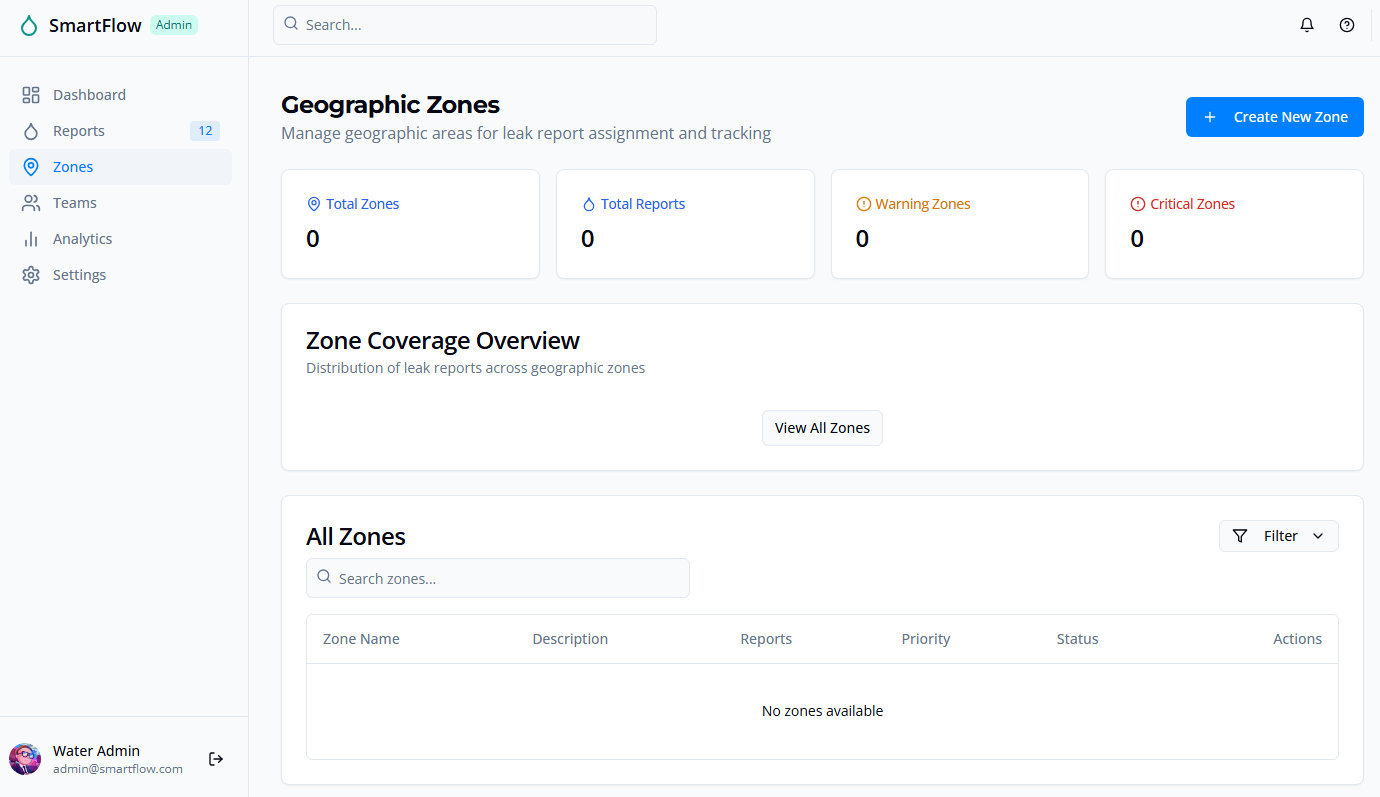 SmartFlow Admin
Search...
Dashboard
Reports 12
Zones
Teams
Analytics
Settings
Water Admin
admin@smartflow.com
Geographic Zones
Manage geographic areas for leak report assignment and tracking
Create New Zone
Total Zones
0
Total Reports
0
Warning Zones
0
Critical Zones
0
Zone Coverage Overview
Distribution of leak reports across geographic zones
View All Zones
All Zones
Filter
Search zones...
Zone Name Description Reports Priority Status Actions
No zones available